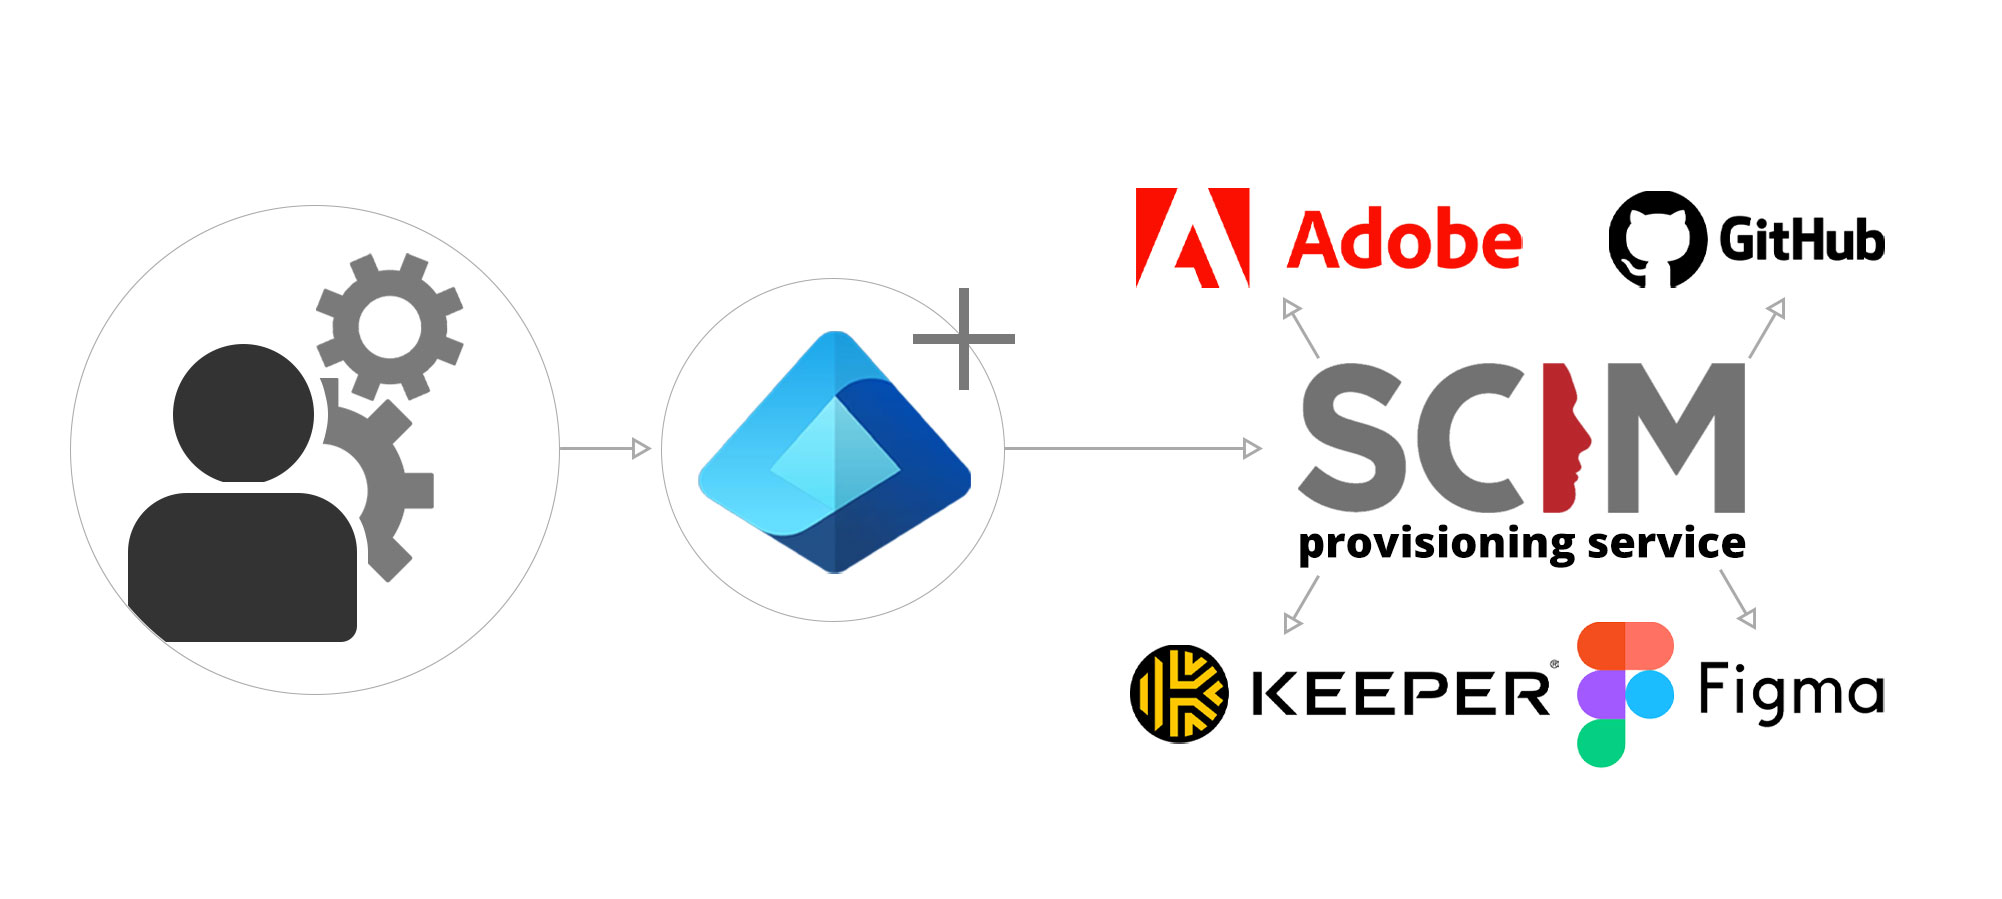 Adobe
GitHub
SCIM
provisioning service
KEEPER®
Figma